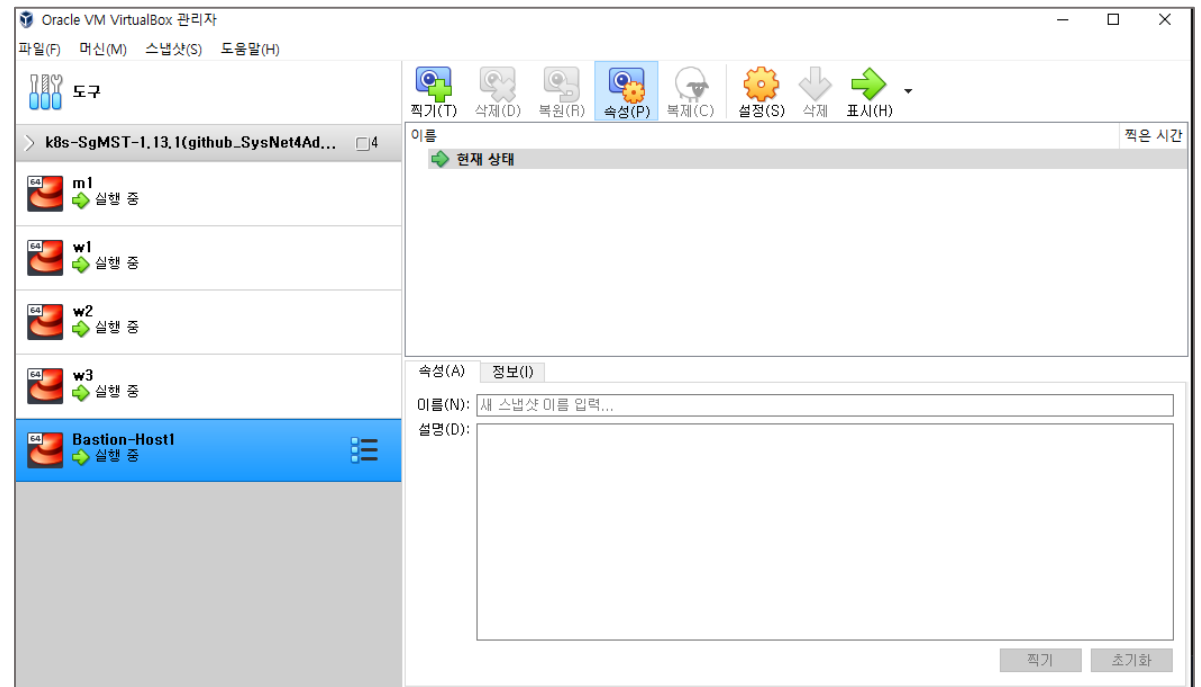 Oracle VM VirtualBox 관리자
파일(F) 머신(M) 스냅샷(S) 도움말(H)
도구
찍기(T) 삭제(D) 복원(R) 속성(P) 복제(C) 설정(S) 삭제 표시(H)
k8s-SgMST-1.13.1(github_SysNet4Ad... 4
이름 찍은 시간
현재 상태
64
m1
실행 중
64
w1
실행 중
64
w2
실행 중
64
w3
실행 중
64
Bastion-Host1
실행 중
속성(A) 정보(I)
이름(N): 새 스냅샷 이름 입력...
설명(D):
찍기 초기화